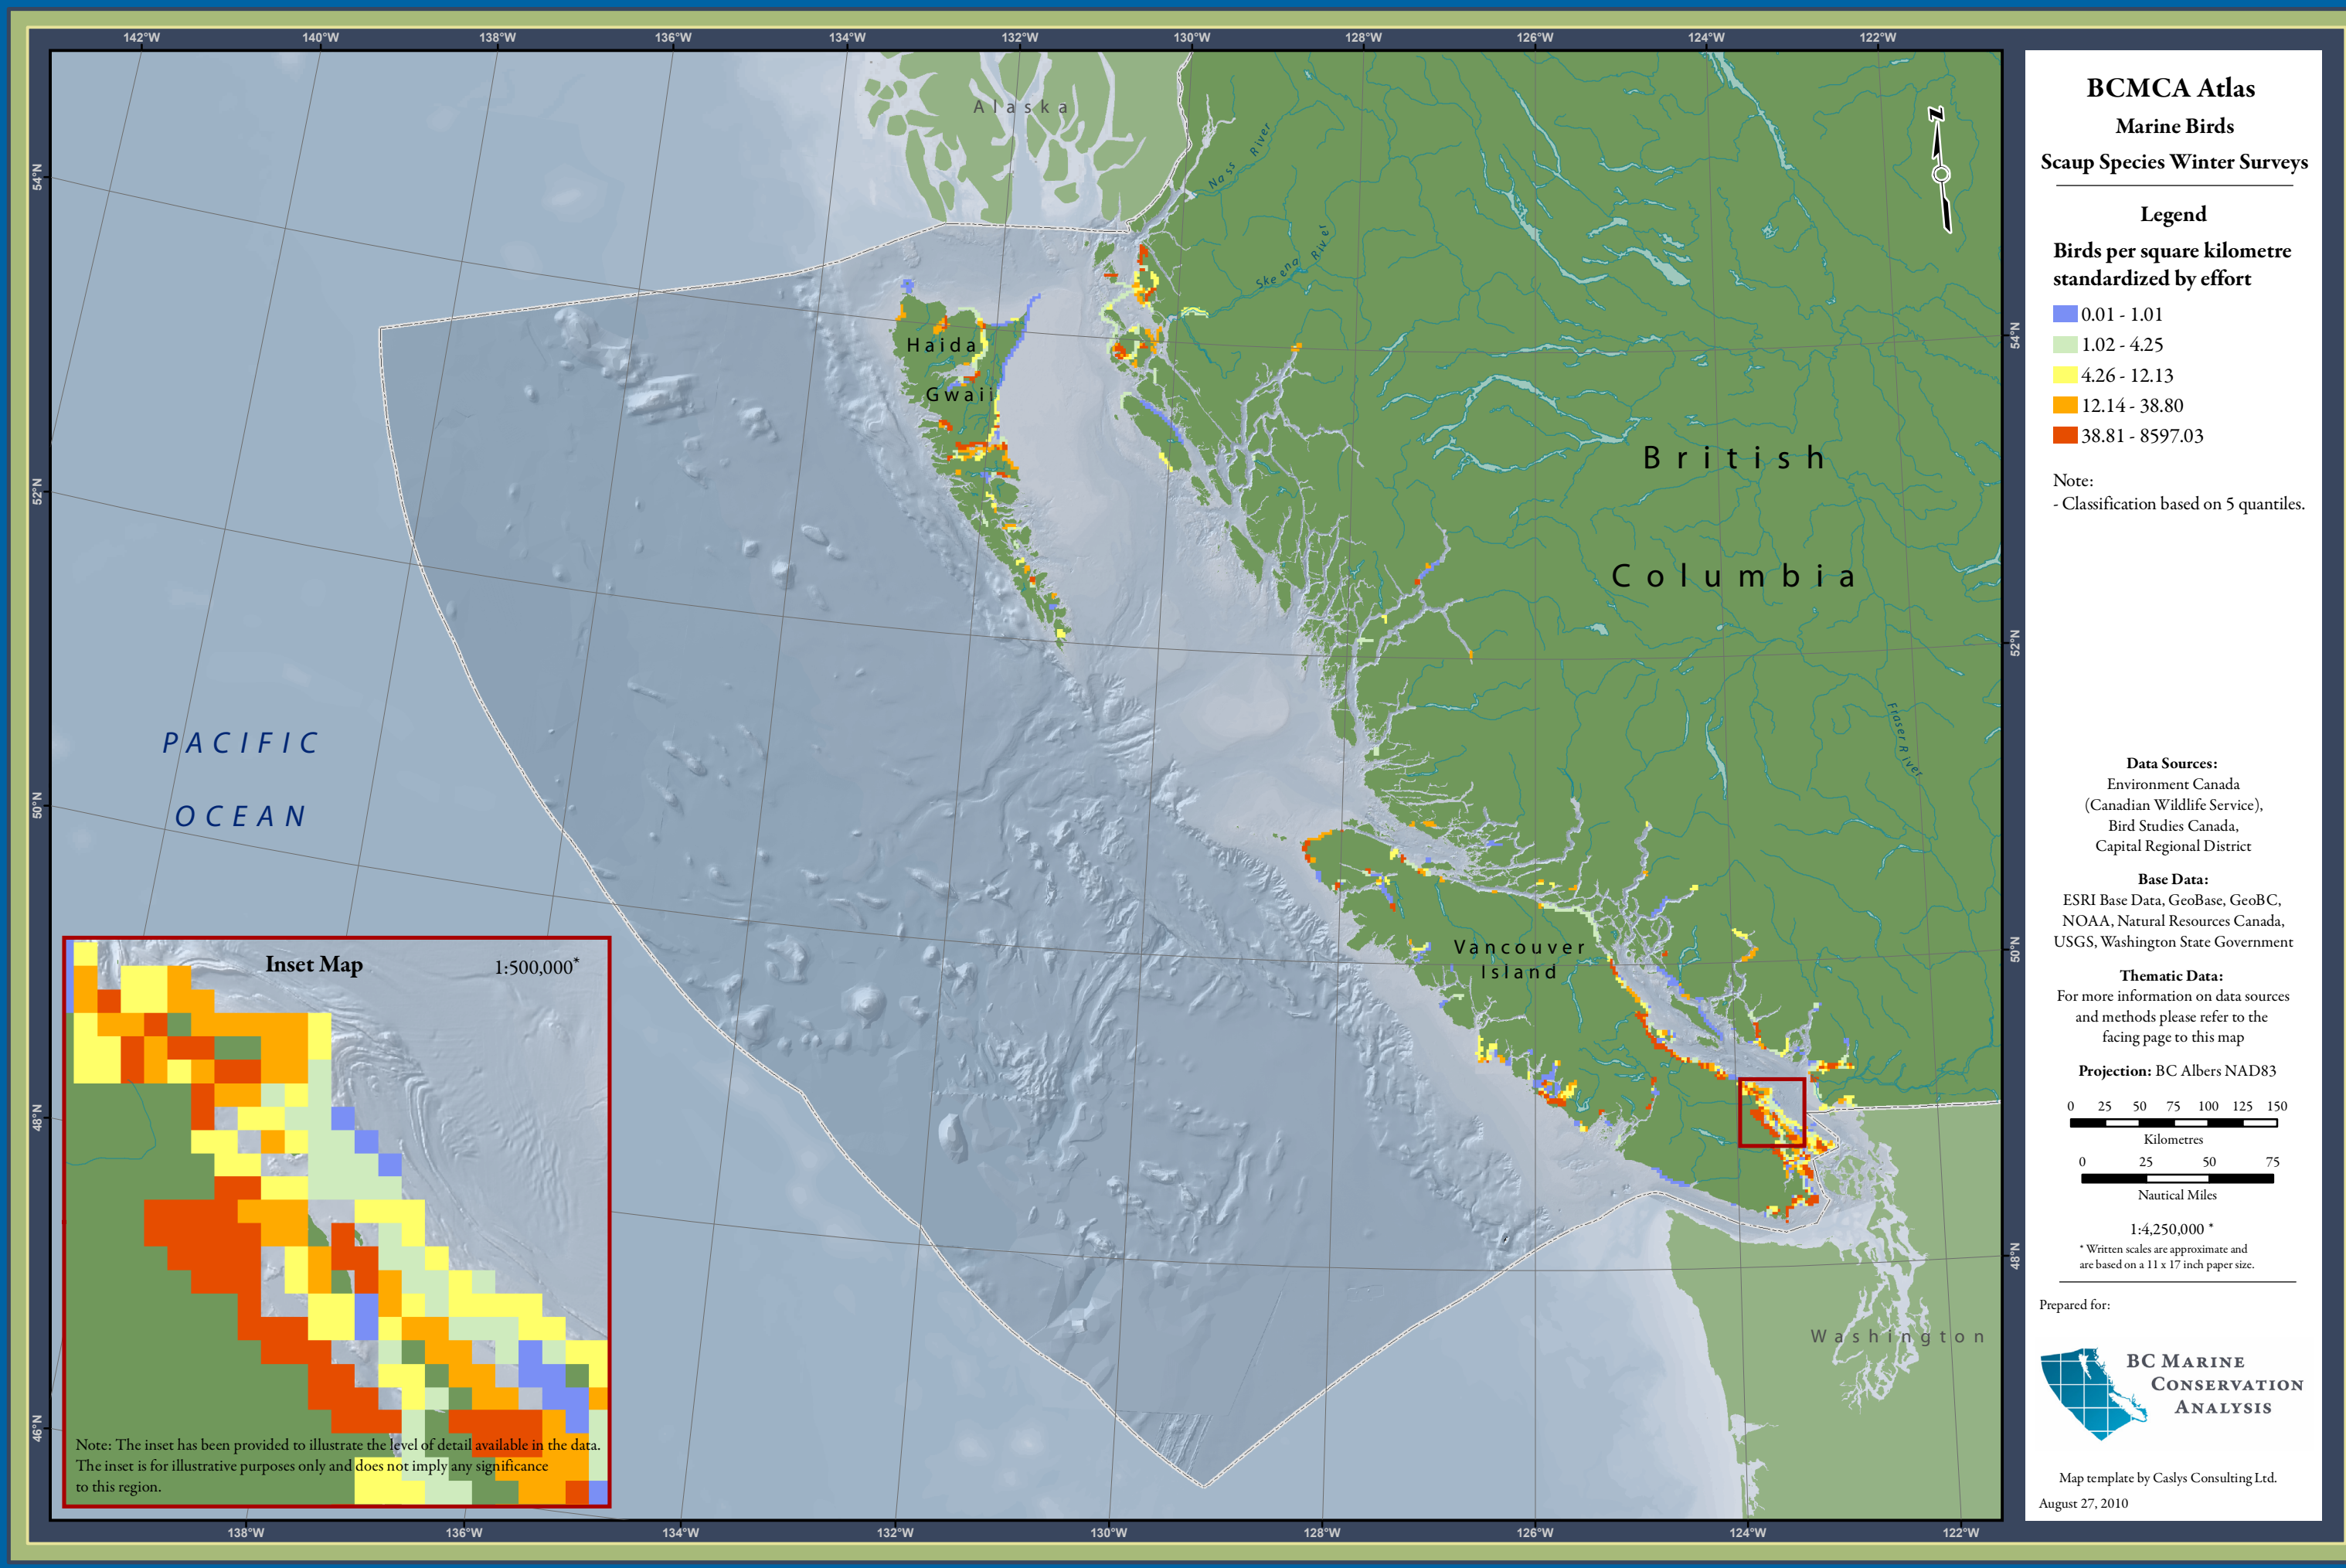 142°W 140°W 138°W 136°W 134°W 132°W 130°W 128°W 126°W 124°W 122°W
54°N
52°N
50°N
48°N
46°N
54°N
52°N
50°N
48°N
138°W 136°W 134°W 132°W 130°W 128°W 126°W 124°W 122°W
Alaska
Nass River
Skeena River
Haida
Gwaii
British
Columbia
Fraser River
PACIFIC
OCEAN
Vancouver
Island
Washington
Inset Map 1:500,000*
Note: The inset has been provided to illustrate the level of detail available in the data.
The inset is for illustrative purposes only and does not imply any significance
to this region.
N
BCMCA Atlas
Marine Birds
Scaup Species Winter Surveys
Legend
Birds per square kilometre
standardized by effort
0.01 - 1.01
1.02 - 4.25
4.26 - 12.13
12.14 - 38.80
38.81 - 8597.03
Note:
- Classification based on 5 quantiles.
Data Sources:
Environment Canada
(Canadian Wildlife Service),
Bird Studies Canada,
Capital Regional District
Base Data:
ESRI Base Data, GeoBase, GeoBC,
NOAA, Natural Resources Canada,
USGS, Washington State Government
Thematic Data:
For more information on data sources
and methods please refer to the
facing page to this map
Projection: BC Albers NAD83
0 25 50 75 100 125 150
Kilometres
0 25 50 75
Nautical Miles
1:4,250,000 *
* Written scales are approximate and
are based on a 11 x 17 inch paper size.
Prepared for:
BC Marine
Conservation
Analysis
Map template by Caslys Consulting Ltd.
August 27, 2010